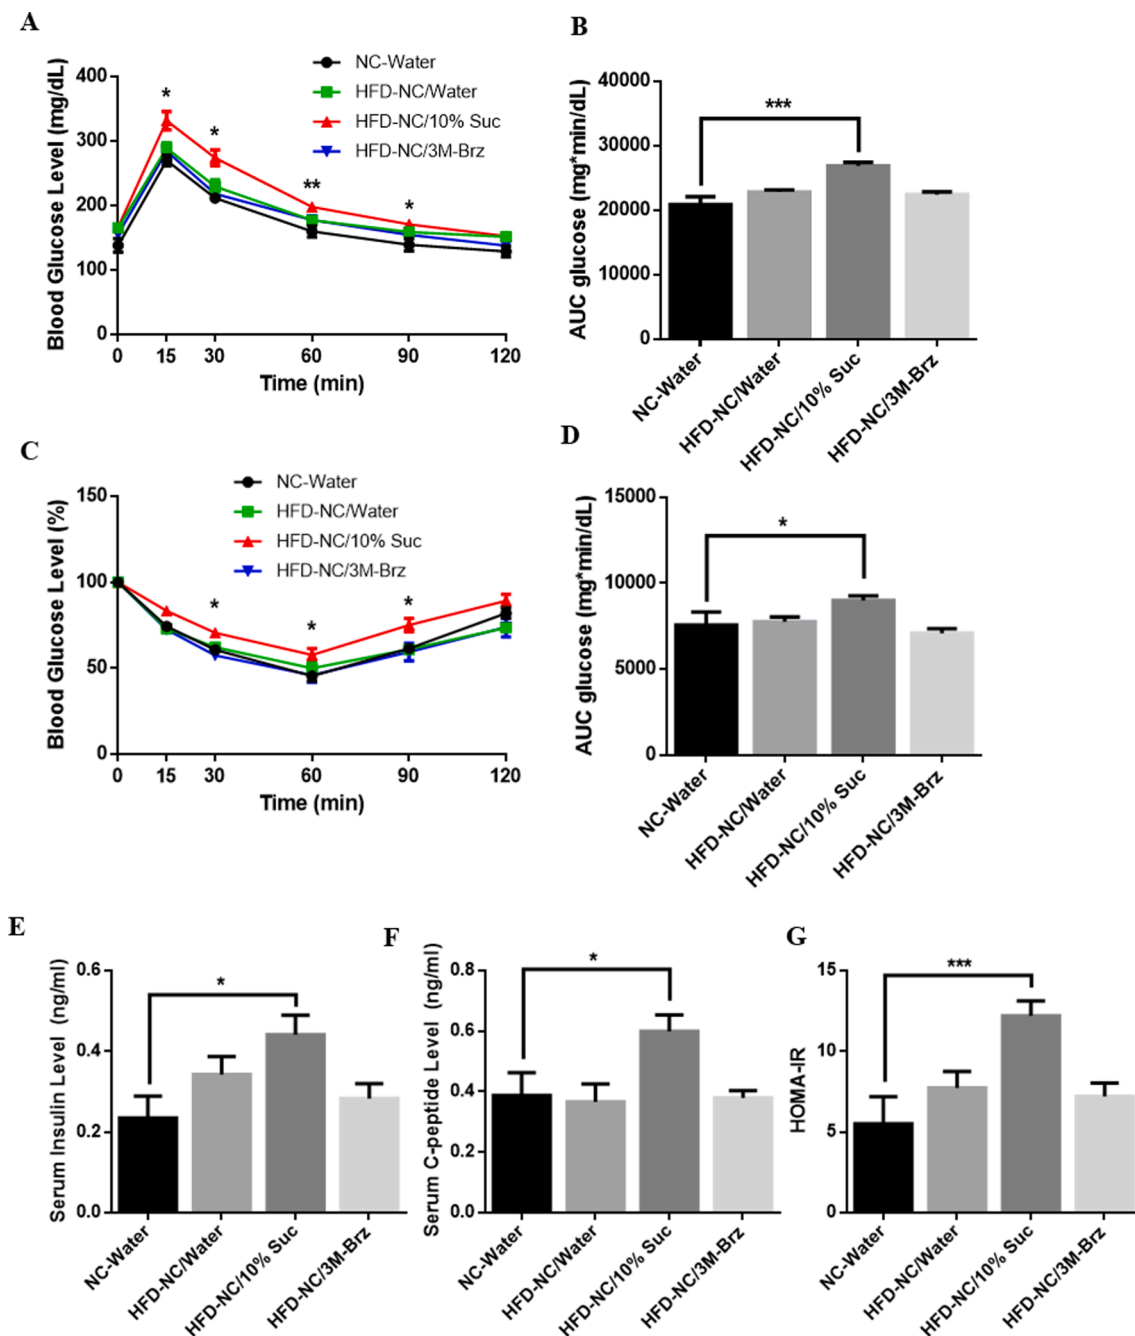 A
NC-Water
HFD-NC/Water
HFD-NC/10% Suc
HFD-NC/3M-Brz
Blood Glucose Level (mg/dL)
400
300
200
100
0
*
*
**
*
0 15 30 60 90 120
Time (min)
B
AUC glucose (mg*min/dL)
40000
30000
20000
10000
0
***
NC-Water
HFD-NC/Water
HFD-NC/10% Suc
HFD-NC/3M-Brz
C
NC-Water
HFD-NC/Water
HFD-NC/10% Suc
HFD-NC/3M-Brz
Blood Glucose Level (%)
150
100
50
0
*
*
*
0 15 30 60 90 120
Time (min)
D
AUC glucose (mg*min/dL)
15000
10000
5000
0
*
NC-Water
HFD-NC/Water
HFD-NC/10% Suc
HFD-NC/3M-Brz
E
Serum Insulin Level (ng/ml)
0.6
0.4
0.2
0.0
*
NC-Water
HFD-NC/Water
HFD-NC/10% Suc
HFD-NC/3M-Brz
F
Serum C-peptide Level (ng/ml)
0.8
0.6
0.4
0.2
0.0
*
NC-Water
HFD-NC/Water
HFD-NC/10% Suc
HFD-NC/3M-Brz
G
HOMA-IR
15
10
5
0
***
NC-Water
HFD-NC/Water
HFD-NC/10% Suc
HFD-NC/3M-Brz